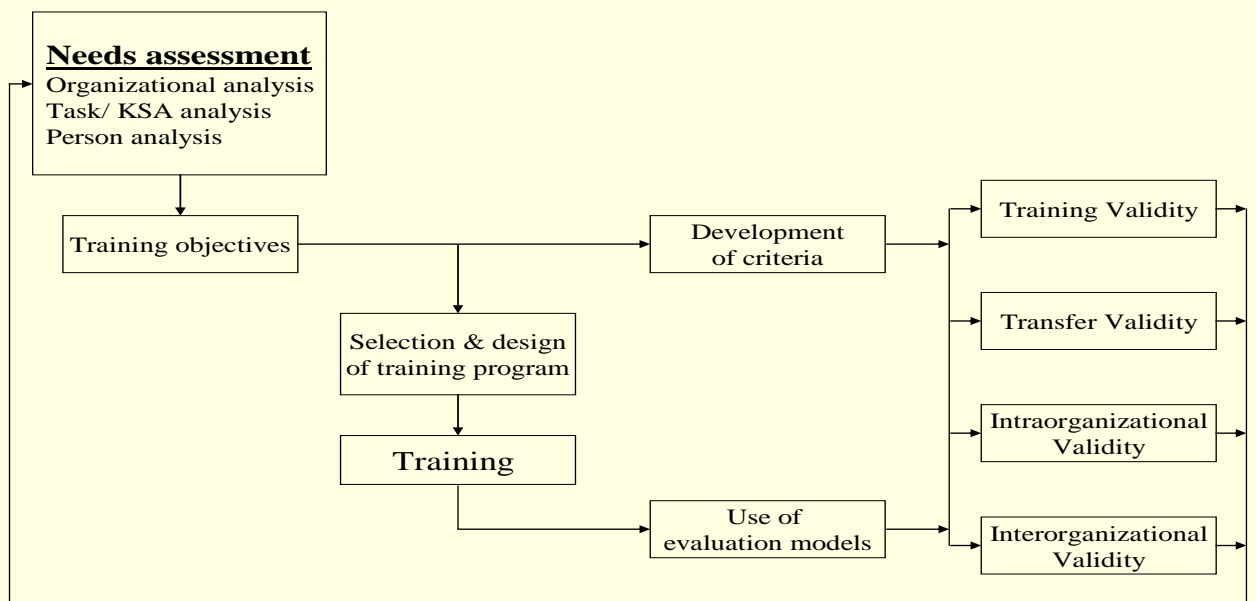 Needs assessment
Organizational analysis
Task/ KSA analysis
Person analysis
Training objectives
Development
of criteria
Selection & design
of training program
Training
Use of
evaluation models
Training Validity
Transfer Validity
Intraorganizational
Validity
Interorganizational
Validity